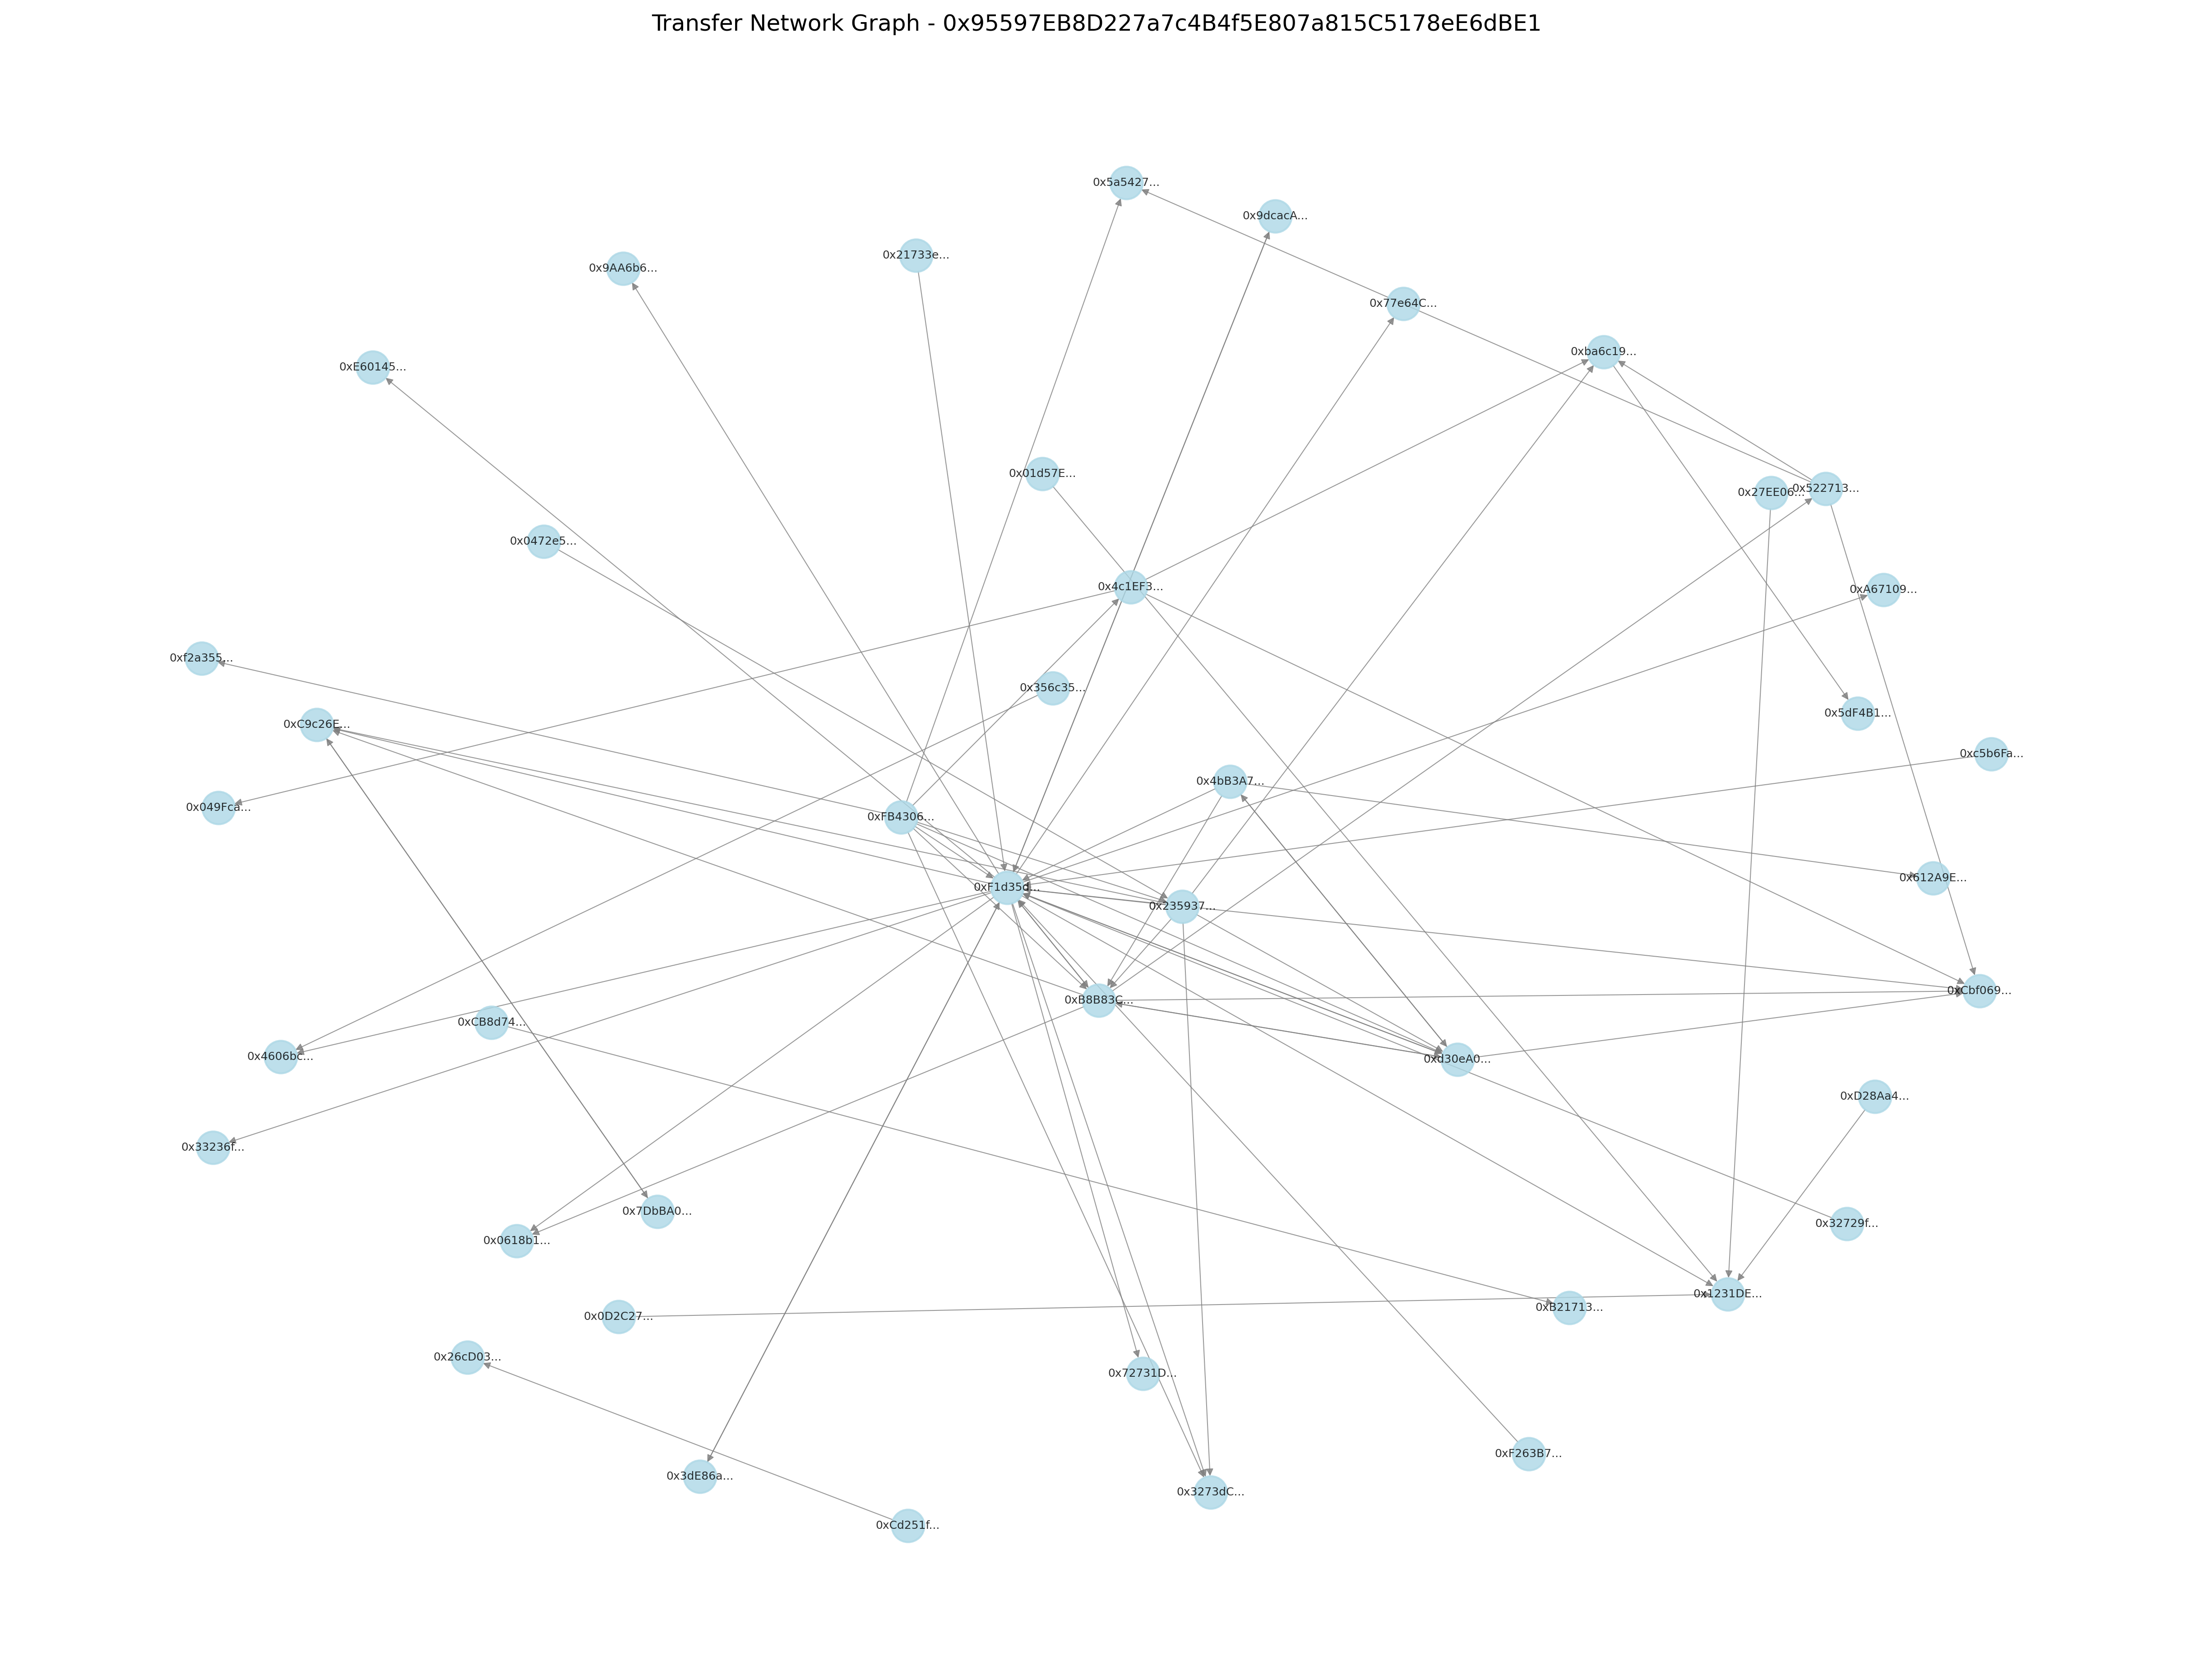 Transfer Network Graph - 0x95597EB8D227a7c4B4f5E807a815C5178eE6dBE1
0x5a5427...
0x9dcacA...
0x21733e...
0x9AA6b6...
0x77e64C...
0xba6c19...
0xE60145...
0x01d57E...
0x522713...
0x27EE06...
0x0472e5...
0x4c1EF3...
0xA67109...
0xf2a355...
0x356c35...
0x5dF4B1...
0xC9c26E...
0xc5b6Fa...
0x4bB3A7...
0x049Fca...
0xFB4306...
0x612A9E...
0xF1d35d...
0x235937...
0xCbf069...
0xB8B83C...
0xCB8d74...
0x4606bc...
0xd30eA0...
0xD28Aa4...
0x33236f...
0x7DbBA0...
0x32729f...
0x0618b1...
0x1231DE...
0xB21713...
0x0D2C27...
0x26cD03...
0x72731D...
0xF263B7...
0x3dE86a...
0x3273dC...
0xCd251f...